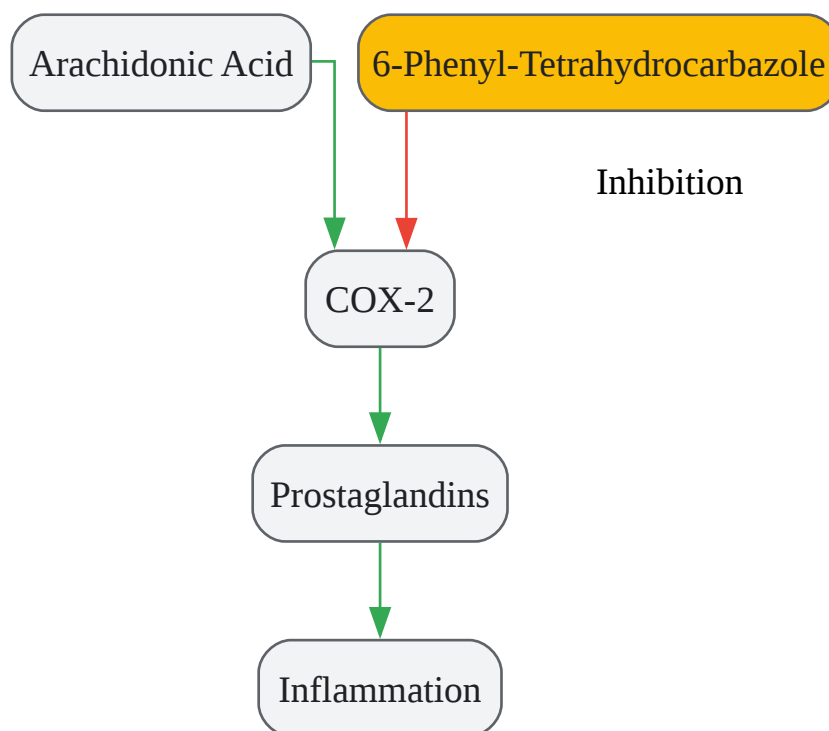 Arachidonic Acid
6-Phenyl-Tetrahydrocarbazole
Inhibition
COX-2
Prostaglandins
Inflammation